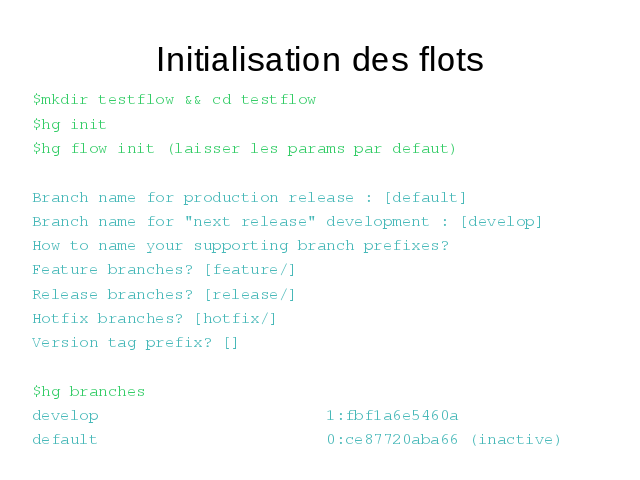 Initialisation des flots
$mkdir testflow && cd testflow
$hg init
$hg flow init (laisser les params par defaut)
Branch name for production release : [default]
Branch name for "next release" development : [develop]
How to name your supporting branch prefixes?
Feature branches? [feature/]
Release branches? [release/]
Hotfix branches? [hotfix/]
Version tag prefix? []
$hg branches
develop 1:fbf1a6e5460a
default 0:ce87720aba66 (inactive)